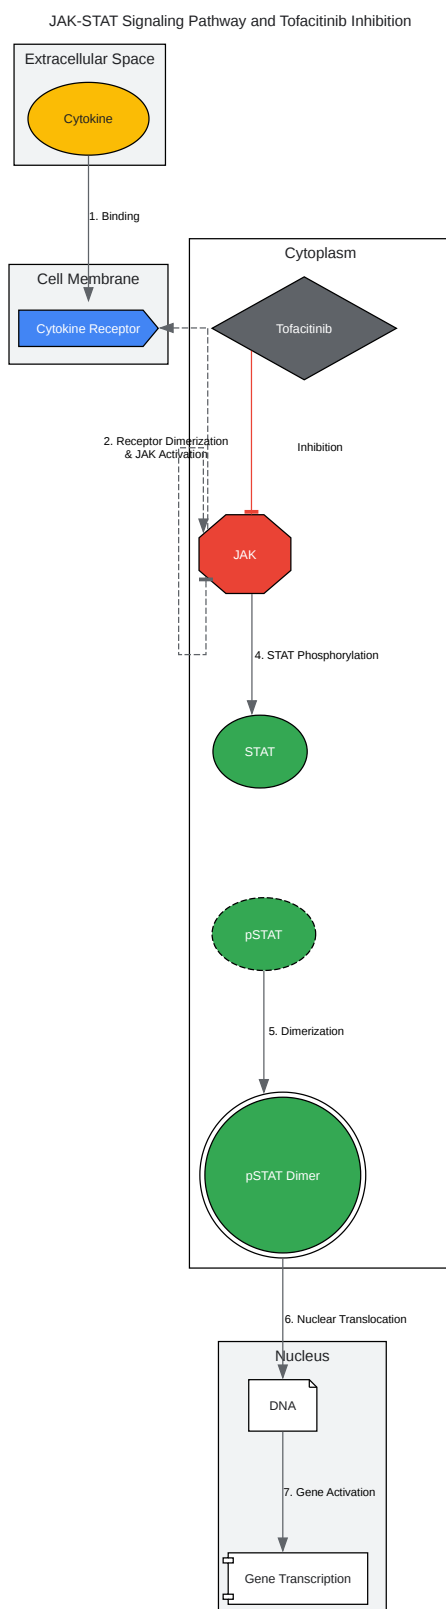 JAK-STAT Signaling Pathway and Tofacitinib Inhibition
Extracellular Space
Cytokine
1. Binding
Cytoplasm
Cell Membrane
Cytokine Receptor
Tofacitinib
2. Receptor Dimerization
& JAK Activation
Inhibition
JAK
4. STAT Phosphorylation
STAT
pSTAT
5. Dimerization
pSTAT Dimer
6. Nuclear Translocation
Nucleus
DNA
7. Gene Activation
Gene Transcription